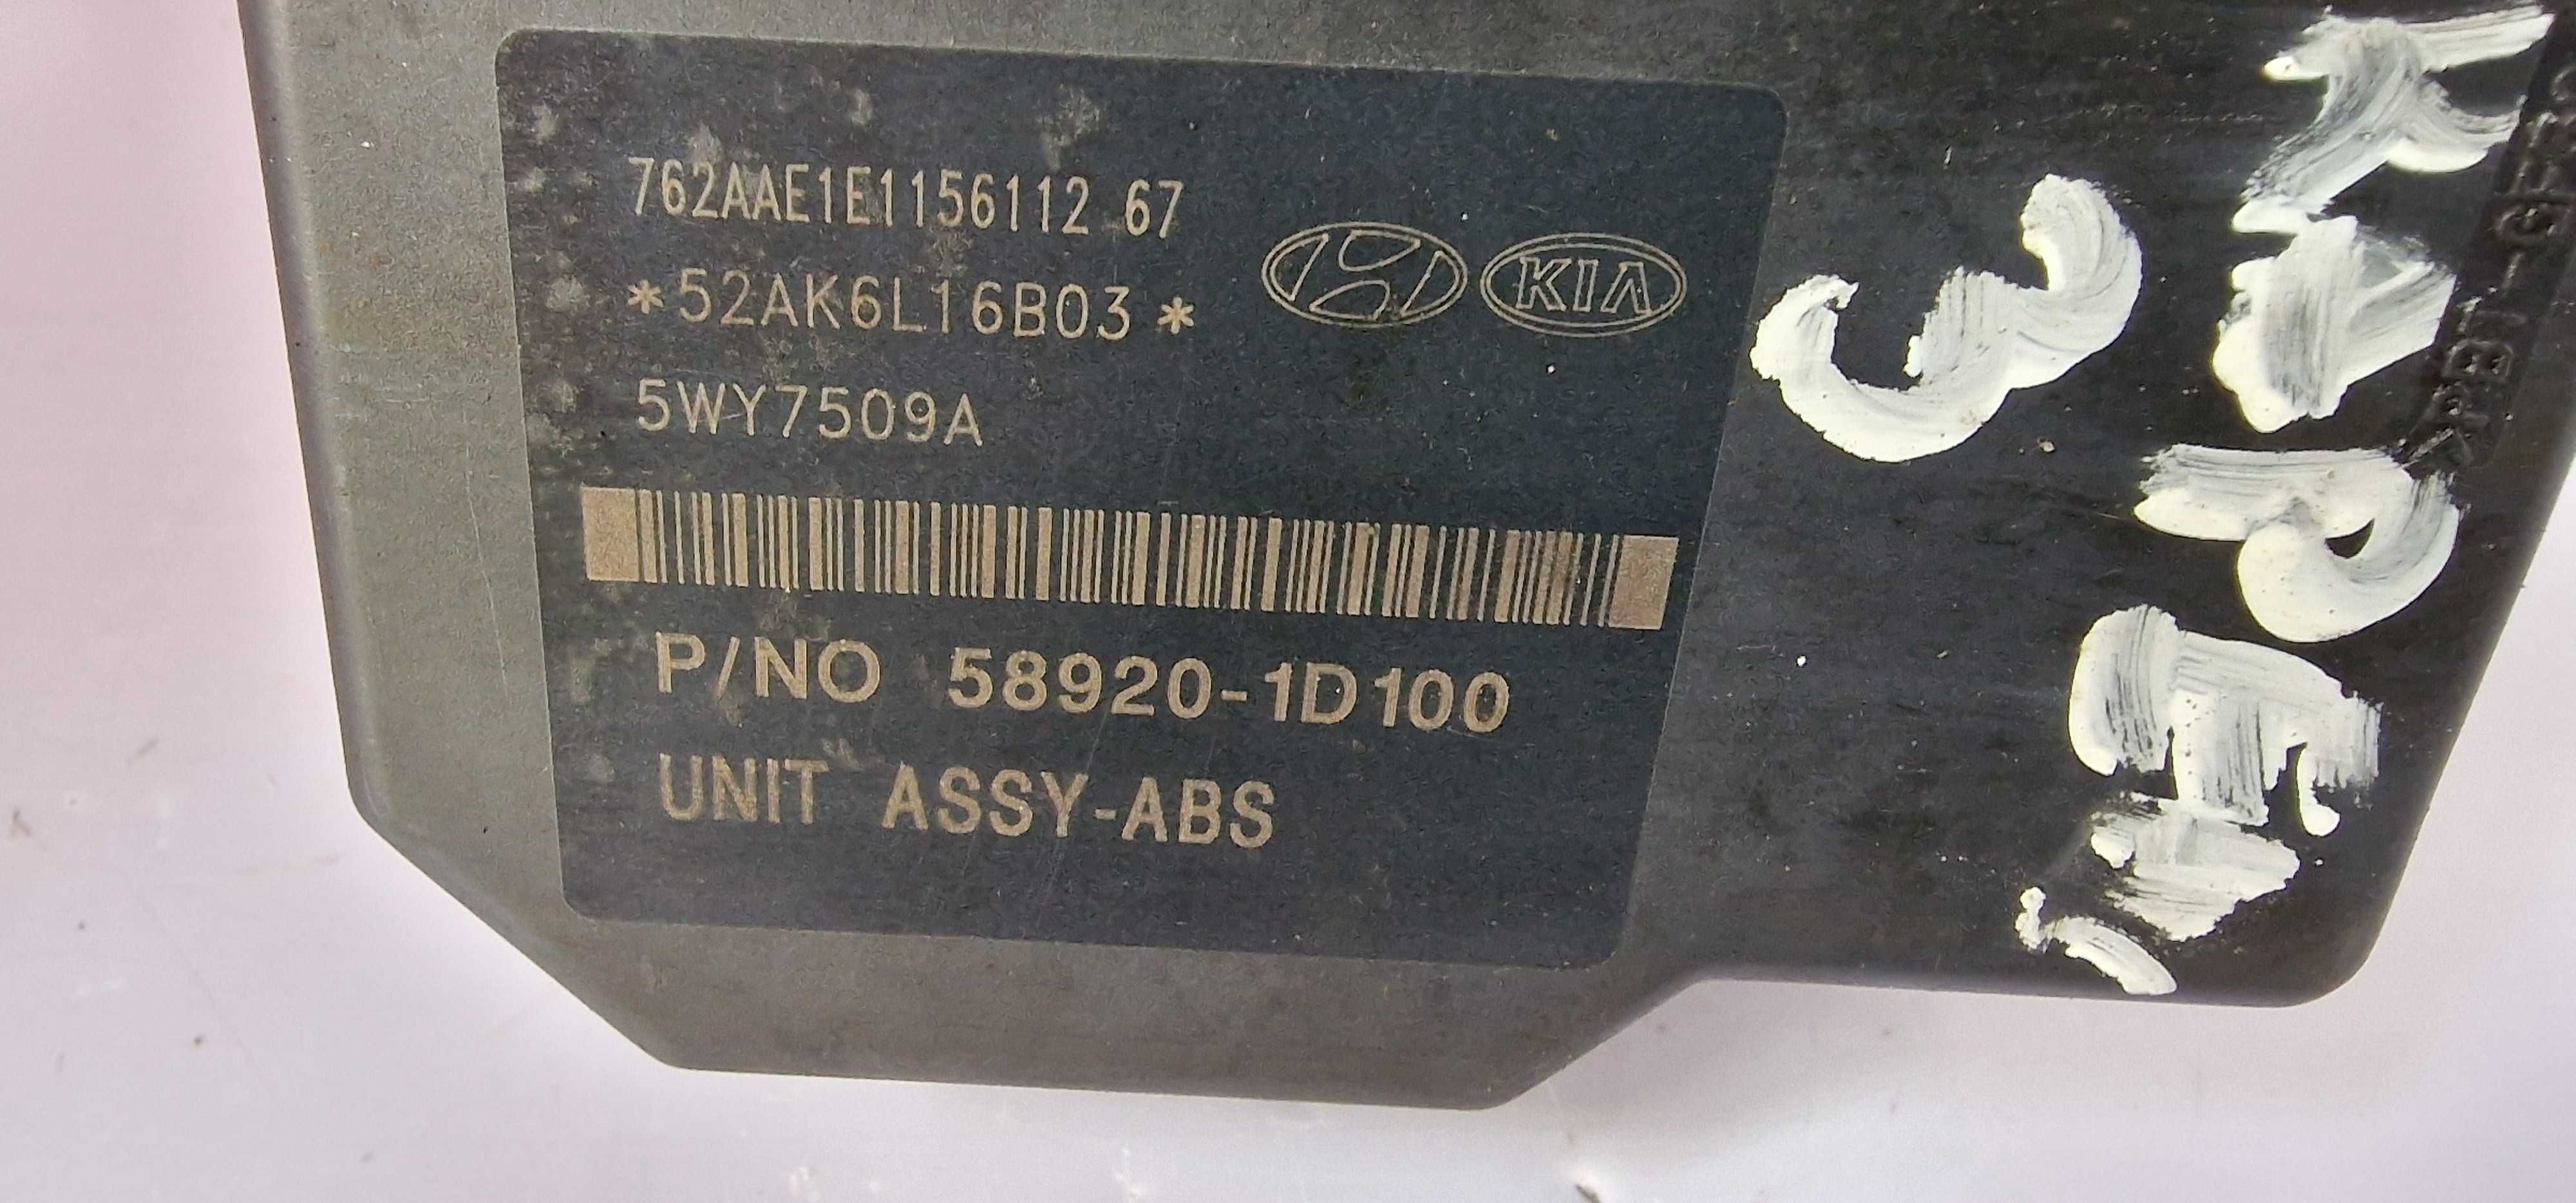 762AAE1E1156112 67
*52AK6L16B03*
KIA
5WY7509A
P/NO 58920-1D100
UNIT ASSY-ABS